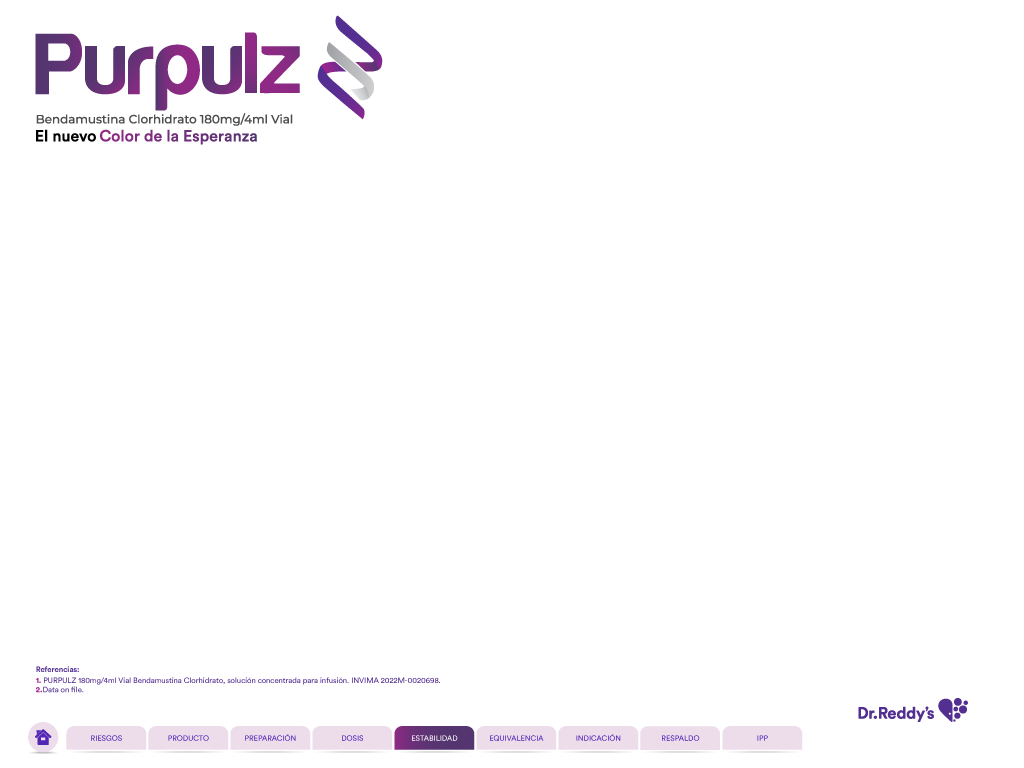 Purpulz
Bendamustina Clorhidrato 180mg/4ml Vial
El nuevo Color de la Esperanza
Referencias:
1. PURPULZ 180mg/4ml Vial Bendamustina Clorhidrato, solución concentrada para infusión. INVIMA 2022M-0020698.
2.Data on file.
Dr.Reddy's
RIESGOS PRODUCTO PREPARACIÓN DOSIS ESTABILIDAD EQUIVALENCIA INDICACIÓN RESPALDO IPP